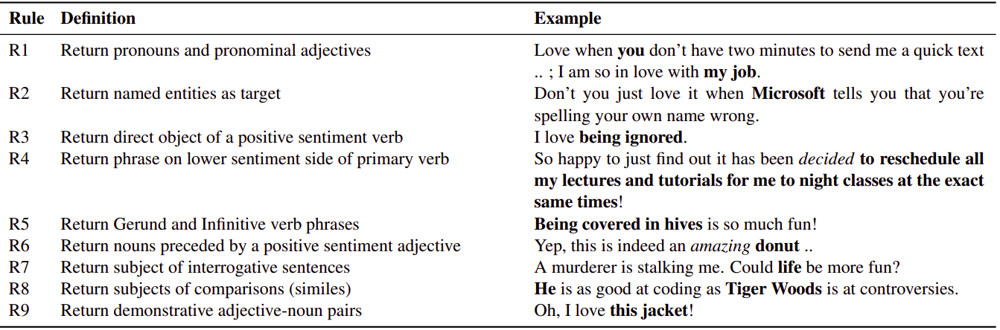 Rule Definition Example
R1 Return pronouns and pronominal adjectives Love when you don’t have two minutes to send me a quick text
.. ; I am so in love with my job.
R2 Return named entities as target Don’t you just love it when Microsoft tells you that you’re
spelling your own name wrong.
R3 Return direct object of a positive sentiment verb I love being ignored.
R4 Return phrase on lower sentiment side of primary verb So happy to just find out it has been decided to reschedule all
my lectures and tutorials for me to night classes at the exact
same times!
R5 Return Gerund and Infinitive verb phrases Being covered in hives is so much fun!
R6 Return nouns preceded by a positive sentiment adjective Yep, this is indeed an amazing donut ..
R7 Return subject of interrogative sentences A murderer is stalking me. Could life be more fun?
R8 Return subjects of comparisons (similes) He is as good at coding as Tiger Woods is at controversies.
R9 Return demonstrative adjective-noun pairs Oh, I love this jacket!